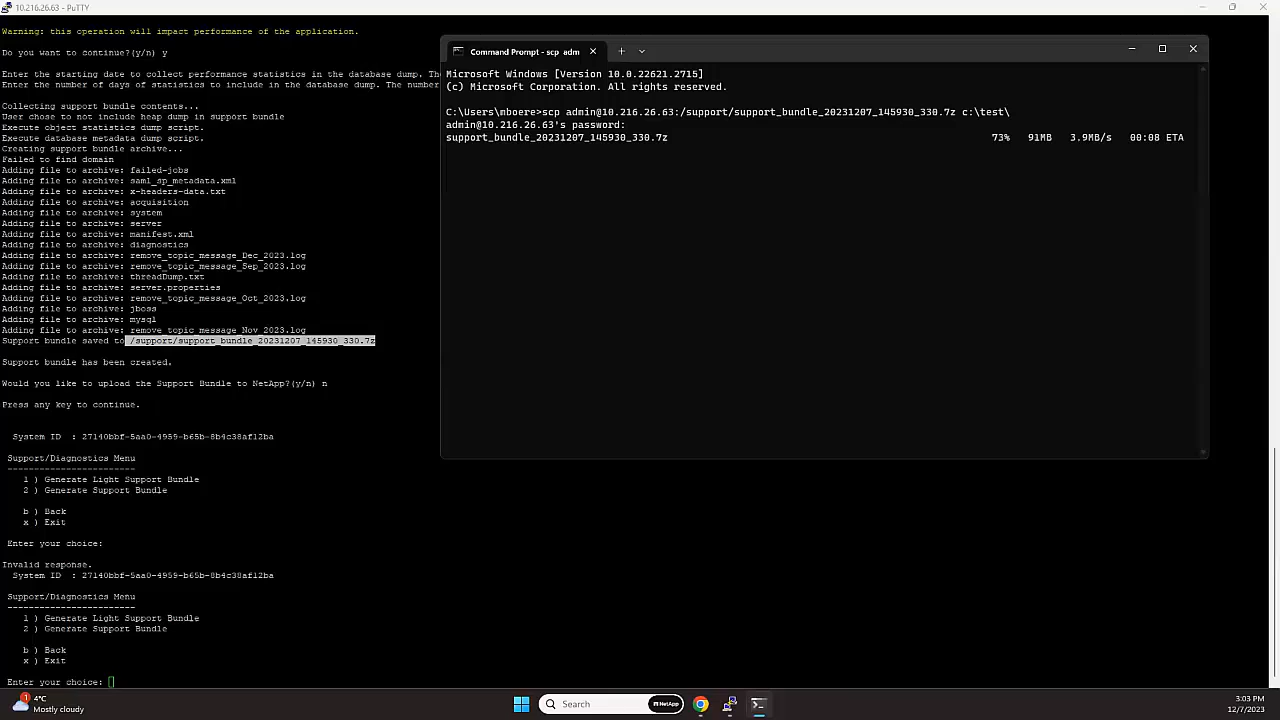 10.216.26.63 - PuTTY
Warning: this operation will impact performance of the application.
Do you want to continue?(y/n) y
Enter the starting date to collect performance statistics in the database dump. The
Enter the number of days of statistics to include in the database dump. The number
Collecting support bundle contents...
User chose to not include heap dump in support bundle
Execute object statistics dump script.
Execute database metadata dump script.
Creating support bundle archive...
Failed to find domain
Adding file to archive: failed-jobs
Adding file to archive: saml_sp_metadata.xml
Adding file to archive: x-headers-data.txt
Adding file to archive: acquisition
Adding file to archive: system
Adding file to archive: server
Adding file to archive: manifest.xml
Adding file to archive: diagnostics
Adding file to archive: remove_topic_message_Dec_2023.log
Adding file to archive: remove_topic_message_Sep_2023.log
Adding file to archive: threadDump.txt
Adding file to archive: server.properties
Adding file to archive: remove_topic_message_Oct_2023.log
Adding file to archive: jboss
Adding file to archive: mysql
Adding file to archive: remove_topic_message_Nov_2023.log
Support bundle saved to /support/support_bundle_20231207_145930_330.7z
Support bundle has been created.
Would you like to upload the Support Bundle to NetApp?(y/n) n
Press any key to continue.
System ID : 27140bbf-5aa0-4959-b65b-8b4c38af12ba
Support/Diagnostics Menu
------------------------
1 ) Generate Light Support Bundle
2 ) Generate Support Bundle
b ) Back
x ) Exit
Enter your choice:
Invalid response.
System ID : 27140bbf-5aa0-4959-b65b-8b4c38af12ba
Support/Diagnostics Menu
------------------------
1 ) Generate Light Support Bundle
2 ) Generate Support Bundle
b ) Back
x ) Exit
Enter your choice:
Command Prompt - scp adm
Microsoft Windows [Version 10.0.22621.2715]
(c) Microsoft Corporation. All rights reserved.
C:\Users\mboere>scp admin@10.216.26.63:/support/support_bundle_20231207_145930_330.7z c:\test\
admin@10.216.26.63's password:
support_bundle_20231207_145930_330.7z 73% 91MB 3.9MB/s 00:08 ETA
1
4°C
Mostly cloudy
Search
NetApp
3:03 PM
12/7/2023